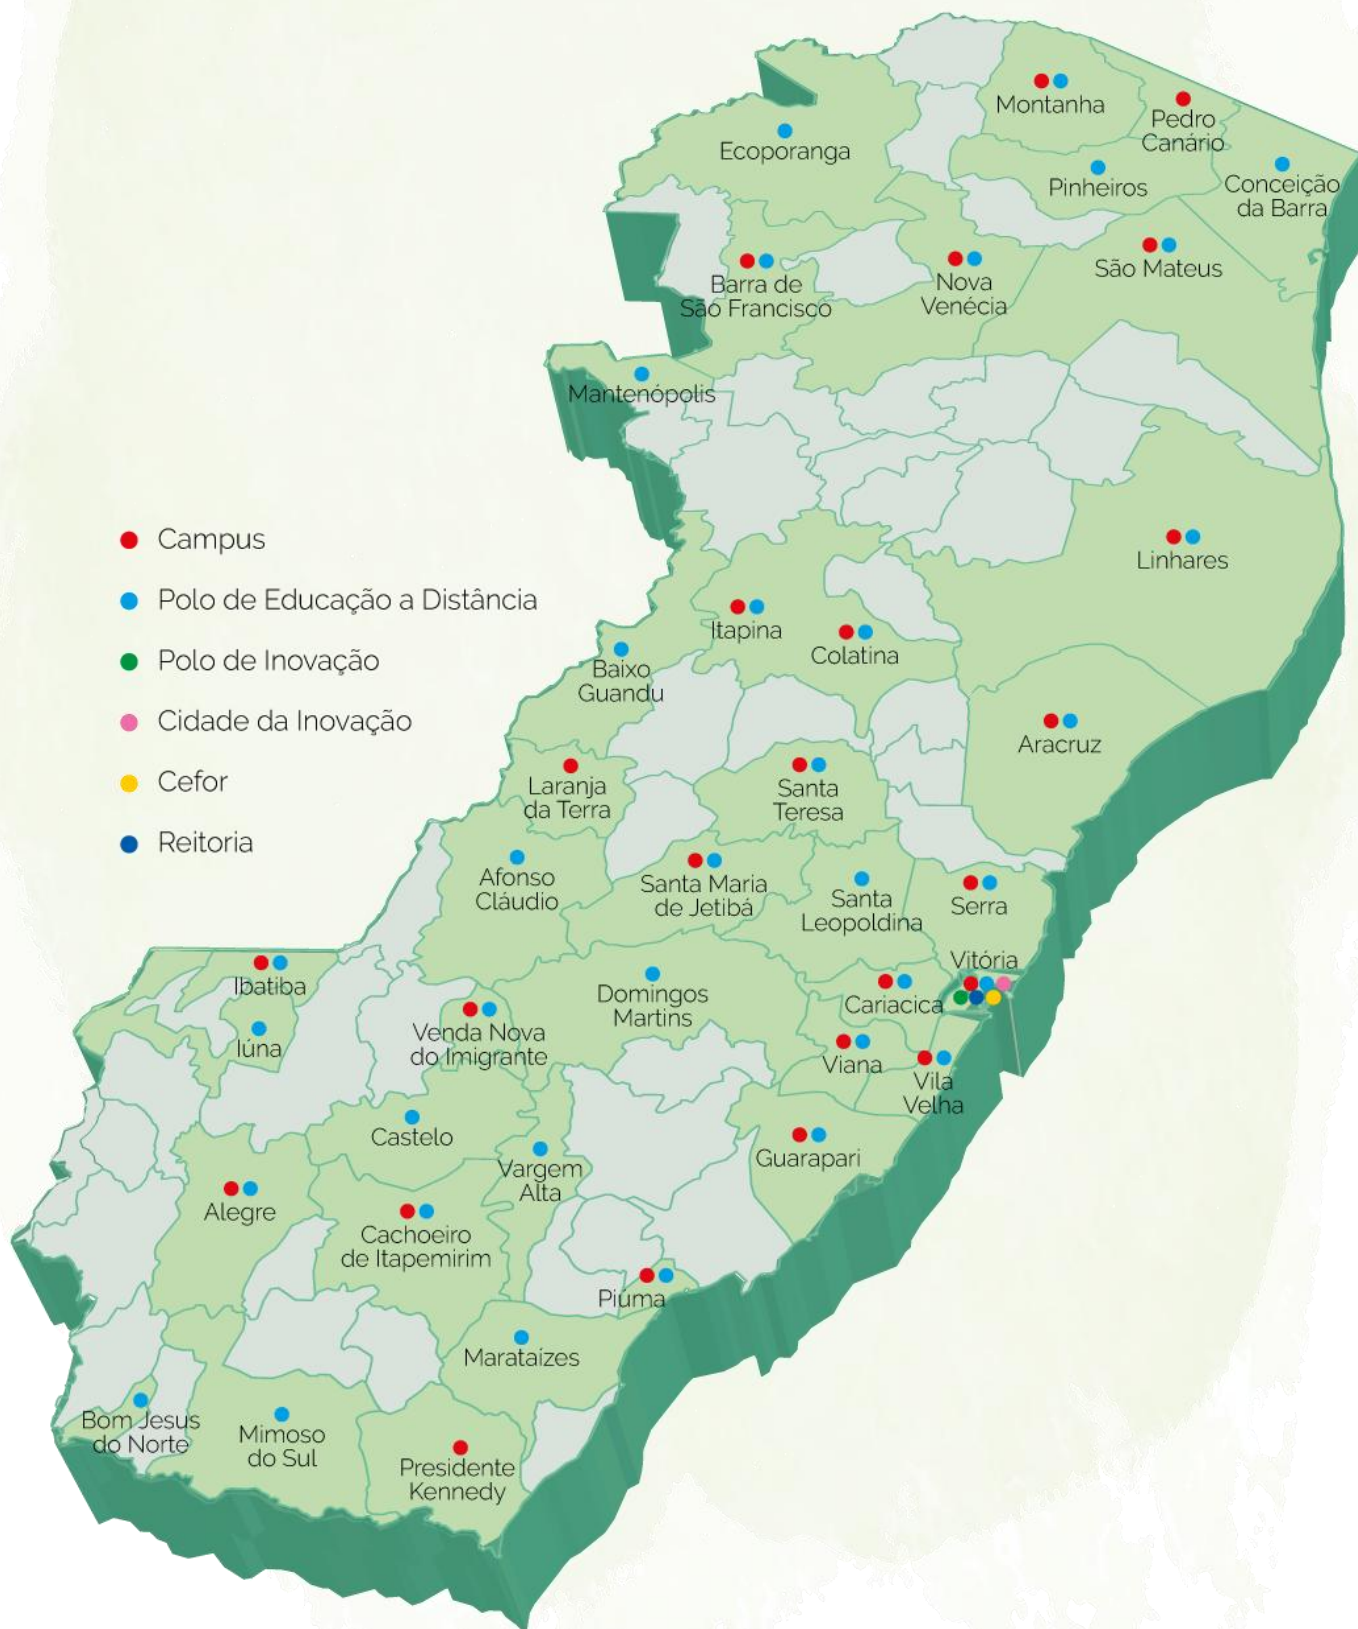 Montanha
Pedro
Canário
Ecoporanga
Pinheiros
Conceição
da Barra
São Mateus
Barra de
São Francisco
Nova
Venécia
Mantenópolis
Campus
Polo de Educação a Distância
Polo de Inovação
Cidade da Inovação
Cefor
Reitoria
Linhares
Itapina
Colatina
Baixo
Guandu
Aracruz
Laranja
da Terra
Santa
Teresa
Afonso
Cláudio
Santa Maria
de Jetibá
Santa
Leopoldina
Serra
Vitória
Ibatiba
Domingos
Martins
Cariacica
Iúna
Venda Nova
do Imigrante
Viana
Vila
Velha
Castelo
Vargem
Alta
Guarapari
Alegre
Cachoeiro
de Itapemirim
Piúma
Marataízes
Bom Jesus
do Norte
Mimoso
do Sul
Presidente
Kennedy